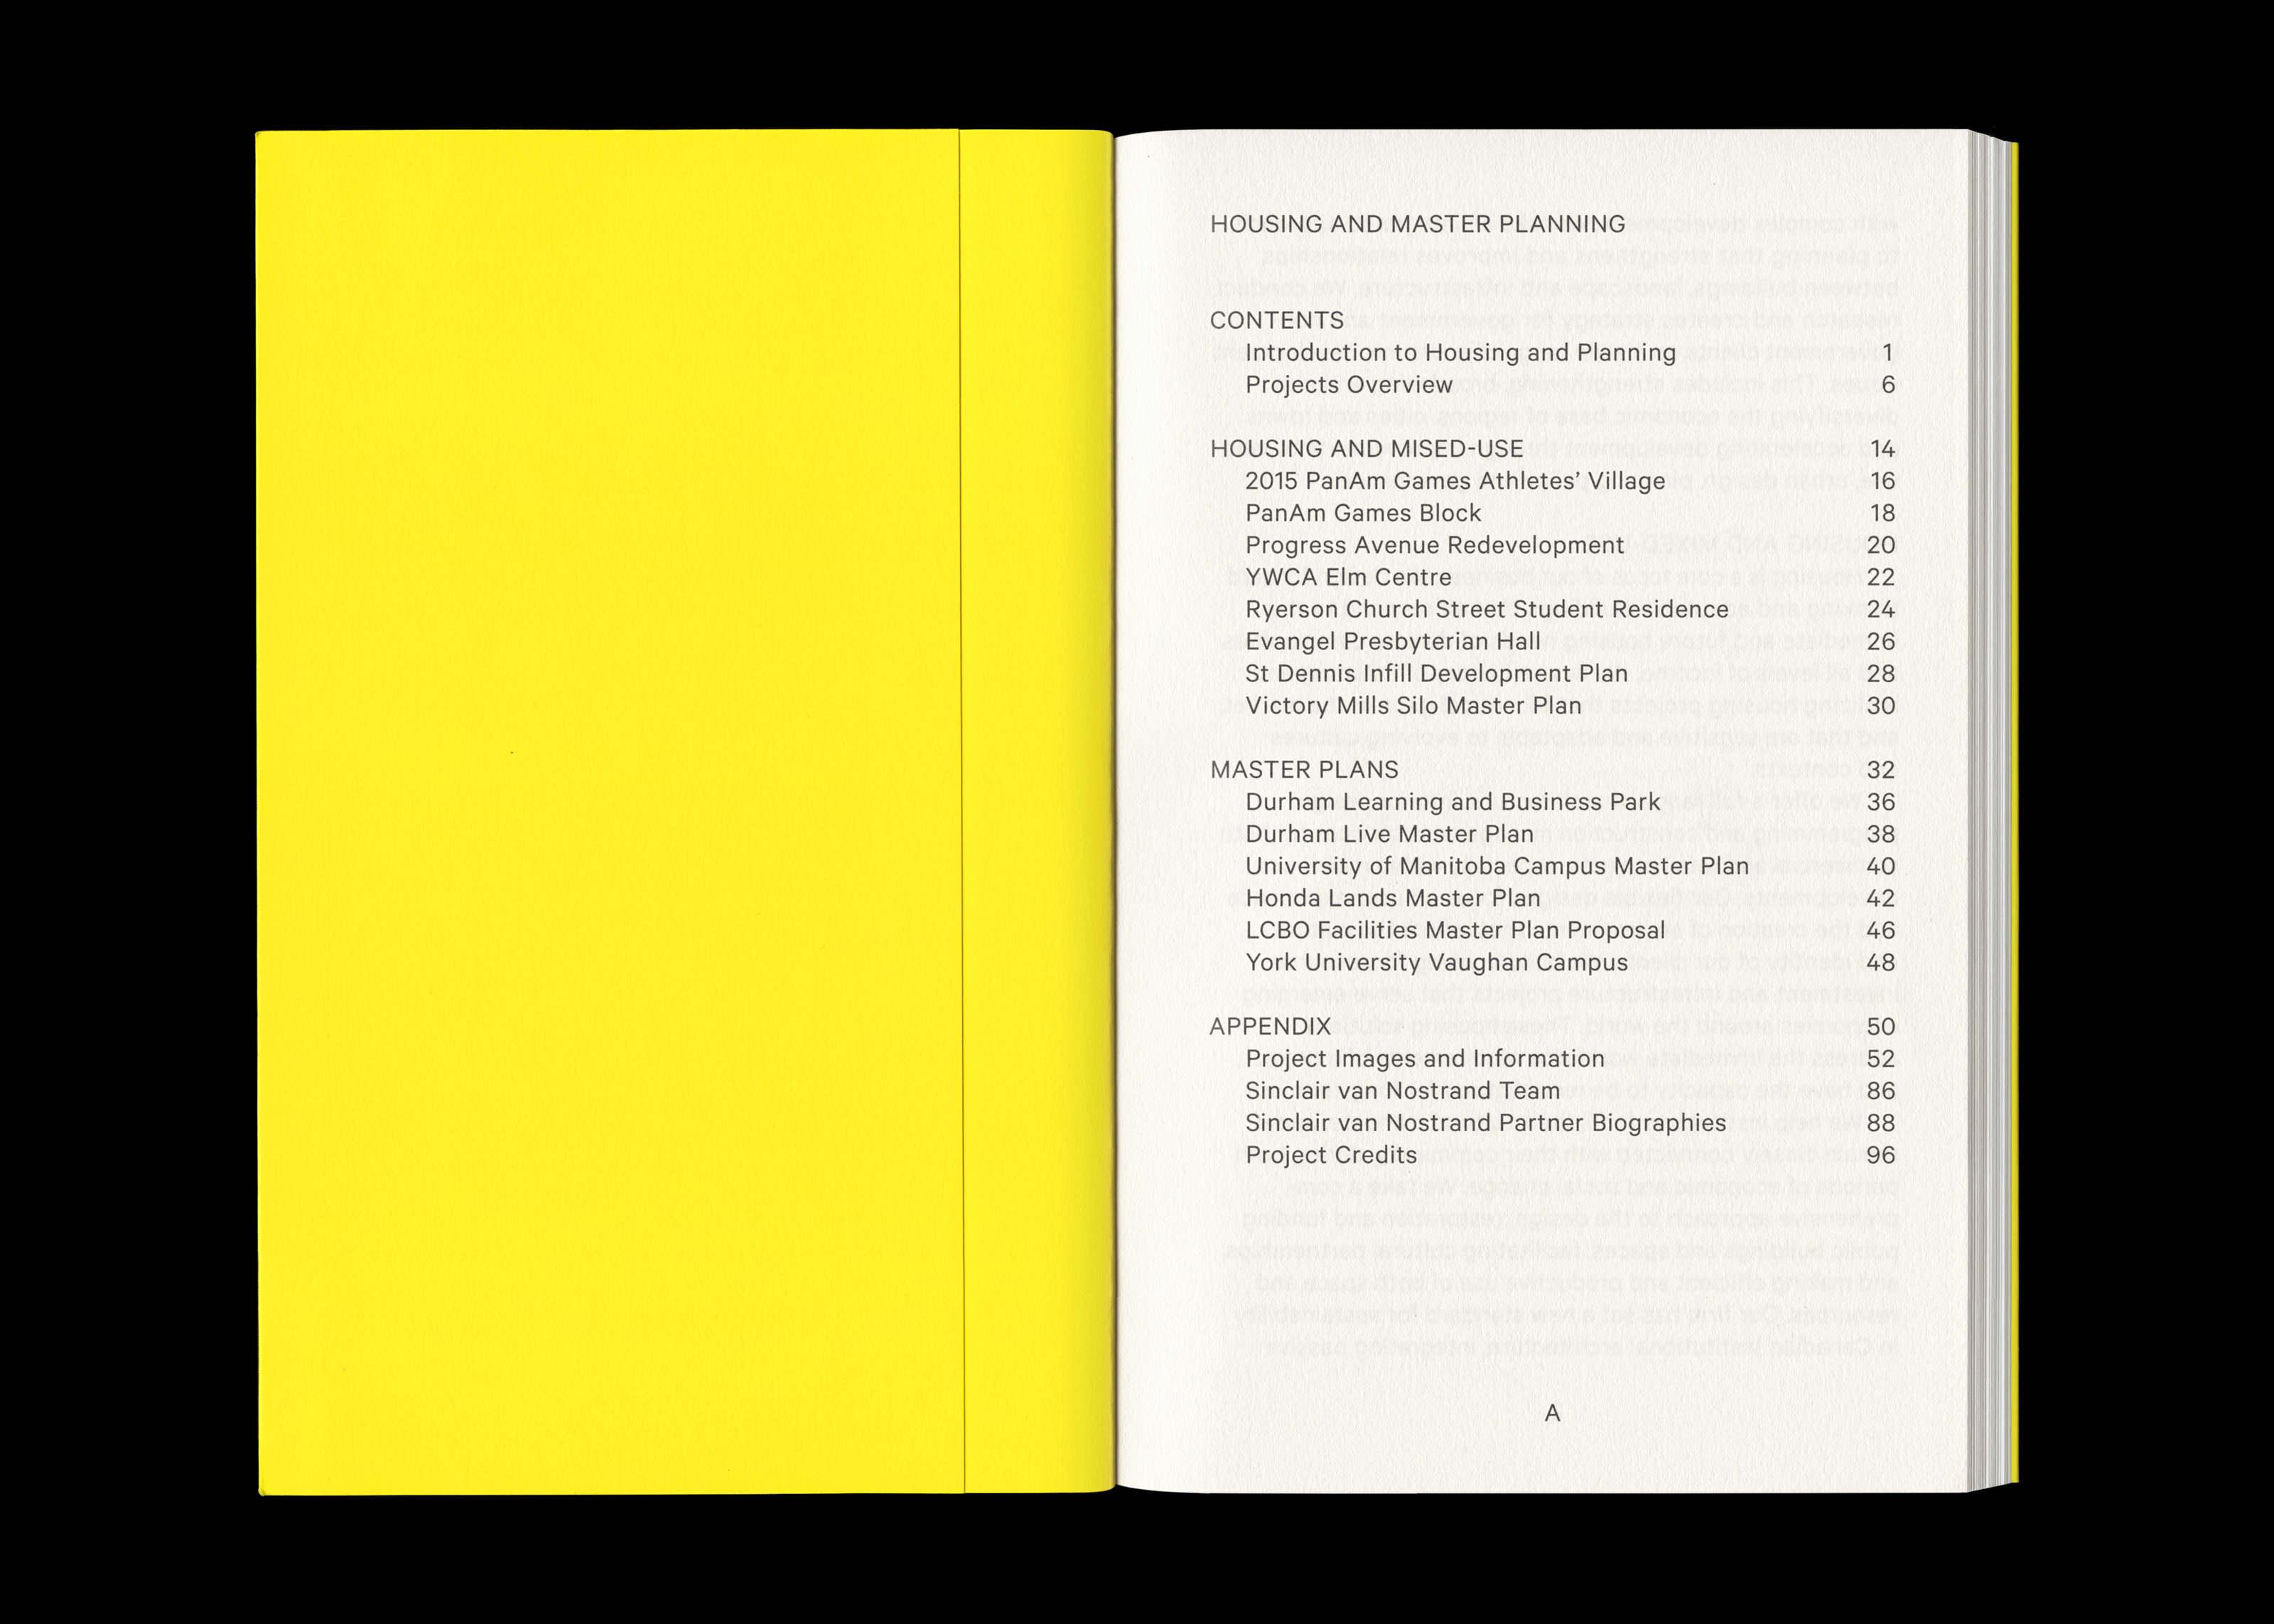 HOUSING AND MASTER PLANNING
CONTENTS
Introduction to Housing and Planning 1
Projects Overview 6
HOUSING AND MISED-USE 14
2015 PanAm Games Athletes’ Village 16
PanAm Games Block 18
Progress Avenue Redevelopment 20
YWCA Elm Centre 22
Ryerson Church Street Student Residence 24
Evangel Presbyterian Hall 26
St Dennis Infill Development Plan 28
Victory Mills Silo Master Plan 30
MASTER PLANS 32
Durham Learning and Business Park 36
Durham Live Master Plan 38
University of Manitoba Campus Master Plan 40
Honda Lands Master Plan 42
LCBO Facilities Master Plan Proposal 46
York University Vaughan Campus 48
APPENDIX 50
Project Images and Information 52
Sinclair van Nostrand Team 86
Sinclair van Nostrand Partner Biographies 88
Project Credits 96
A